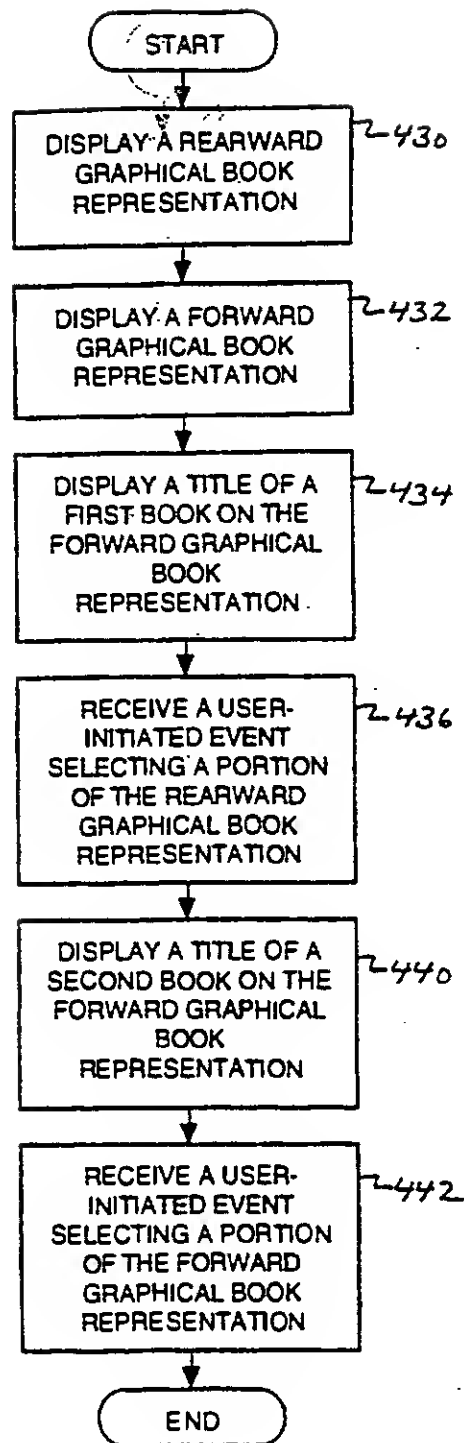 START
DISPLAY A REARWARD
GRAPHICAL BOOK
REPRESENTATION
430
DISPLAY A FORWARD
GRAPHICAL BOOK
REPRESENTATION
432
DISPLAY A TITLE OF A
FIRST BOOK ON THE
FORWARD GRAPHICAL
BOOK
REPRESENTATION
434
RECEIVE A USER-
INITIATED EVENT
SELECTING A PORTION
OF THE REARWARD
GRAPHICAL BOOK
REPRESENTATION
436
DISPLAY A TITLE OF A
SECOND BOOK ON THE
FORWARD GRAPHICAL
BOOK
REPRESENTATION
440
RECEIVE A USER-
INITIATED EVENT
SELECTING A PORTION
OF THE FORWARD
GRAPHICAL BOOK
REPRESENTATION
442
END